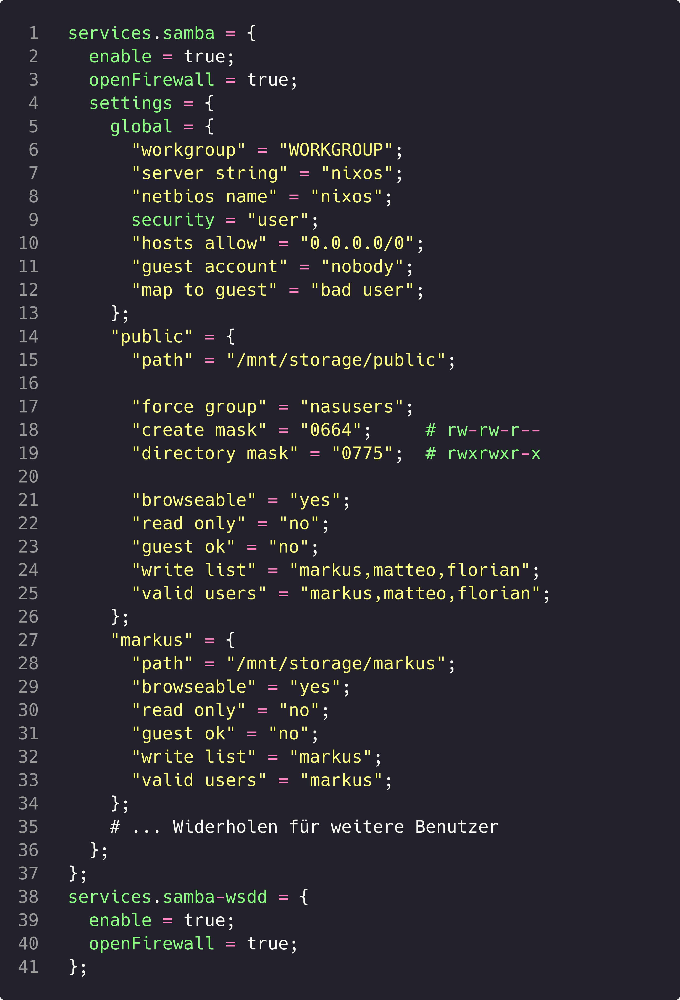 1 services.samba = {
2   enable = true;
3   openFirewall = true;
4   settings = {
5     global = {
6       "workgroup" = "WORKGROUP";
7       "server string" = "nixos";
8       "netbios name" = "nixos";
9       security = "user";
10       "hosts allow" = "0.0.0.0/0";
11       "guest account" = "nobody";
12       "map to guest" = "bad user";
13     };
14     "public" = {
15       "path" = "/mnt/storage/public";
16
17       "force group" = "nasusers";
18       "create mask" = "0664";     # rw-rw-r--
19       "directory mask" = "0775";  # rwxrwxr-x
20
21       "browseable" = "yes";
22       "read only" = "no";
23       "guest ok" = "no";
24       "write list" = "markus,matteo,florian";
25       "valid users" = "markus,matteo,florian";
26     };
27     "markus" = {
28       "path" = "/mnt/storage/markus";
29       "browseable" = "yes";
30       "read only" = "no";
31       "guest ok" = "no";
32       "write list" = "markus";
33       "valid users" = "markus";
34     };
35     # ... Widerholen für weitere Benutzer
36   };
37 };
38 services.samba-wsdd = {
39   enable = true;
40   openFirewall = true;
41 };